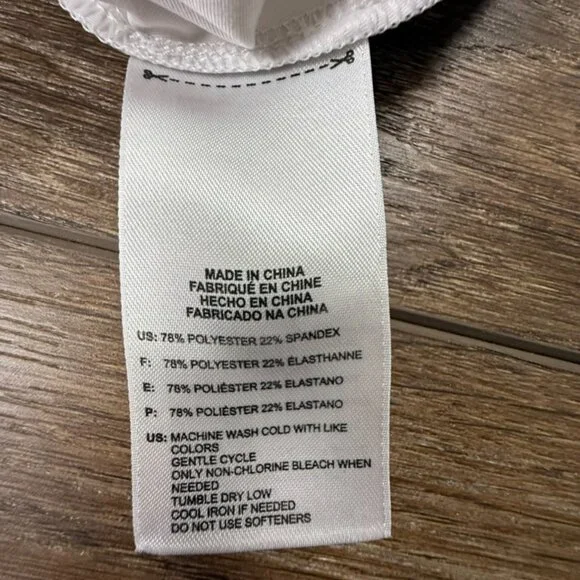 MADE IN CHINA
FABRIQUÉ EN CHINE
HECHO EN CHINA
FABRICADO NA CHINA
US: 78% POLYESTER 22% SPANDEX
F: 78% POLYESTER 22% ÉLASTHANNE
E: 78% POLIÉSTER 22% ELASTANO
P: 78% POLIÉSTER 22% ELASTANO
US: MACHINE WASH COLD WITH LIKE
COLORS
GENTLE CYCLE
ONLY NON-CHLORINE BLEACH WHEN
NEEDED
TUMBLE DRY LOW
COOL IRON IF NEEDED
DO NOT USE SOFTENERS